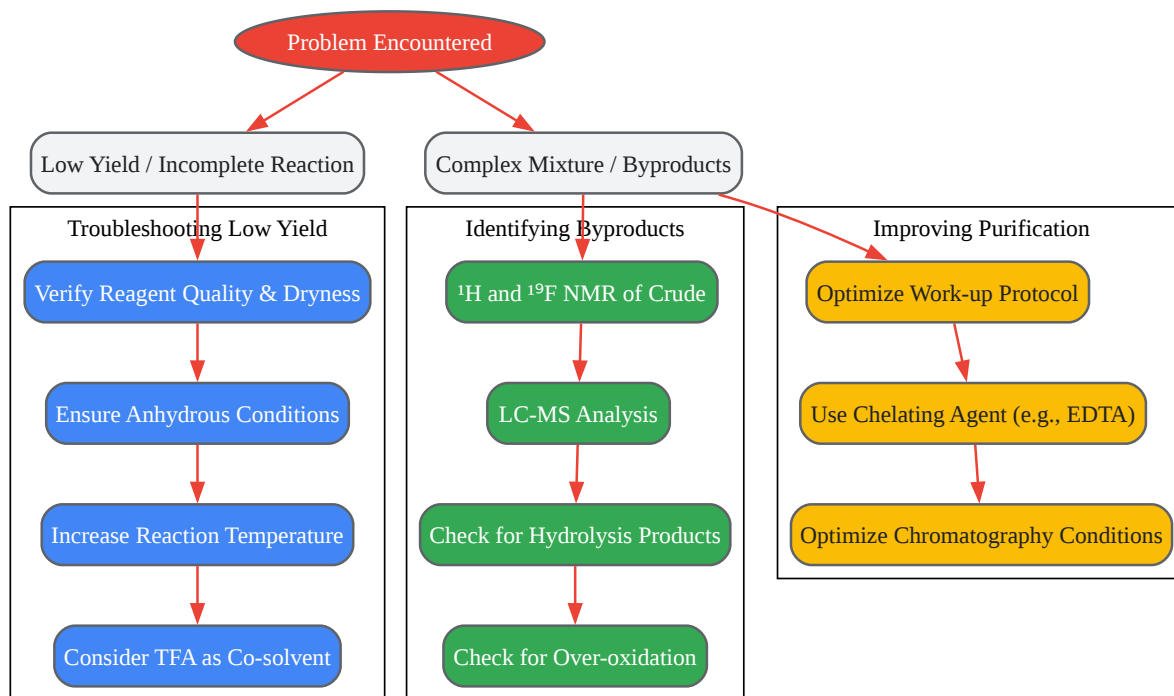 Problem Encountered
Low Yield / Incomplete Reaction
Complex Mixture / Byproducts
Troubleshooting Low Yield
Verify Reagent Quality & Dryness
Ensure Anhydrous Conditions
Increase Reaction Temperature
Consider TFA as Co-solvent
Identifying Byproducts
¹H and ¹⁹F NMR of Crude
LC-MS Analysis
Check for Hydrolysis Products
Check for Over-oxidation
Improving Purification
Optimize Work-up Protocol
Use Chelating Agent (e.g., EDTA)
Optimize Chromatography Conditions